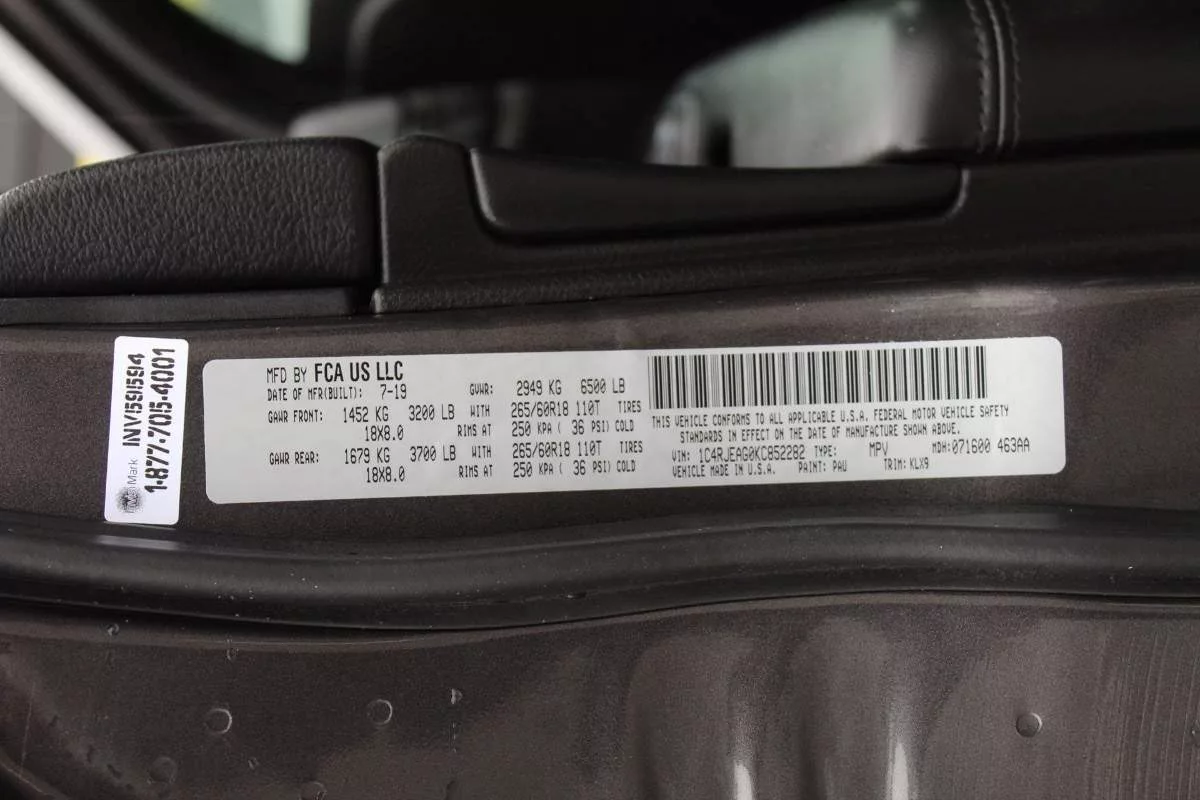 Mark
INV1591594
1-877-7015-4001
MFD BY FCA US LLC
DATE OF MFR(BUILT): 7-19 GVWR: 2949 KG 6500 LB
GAWR FRONT: 1452 KG 3200 LB WITH 265/60R18 110T TIRES
18X8.0 RIMS AT 250 KPA ( 36 PSI) COLD
GAWR REAR: 1679 KG 3700 LB WITH 265/60R18 110T TIRES
18X8.0 RIMS AT 250 KPA ( 36 PSI) COLD
THIS VEHICLE CONFORMS TO ALL APPLICABLE U.S.A. FEDERAL MOTOR VEHICLE SAFETY
STANDARDS IN EFFECT ON THE DATE OF MANUFACTURE SHOWN ABOVE.
VIN: 1C4RJEAG0KC852282 TYPE: MPV MDH:071600 463AA
VEHICLE MADE IN U.S.A. PAINT: PAU TRIM: KLX9